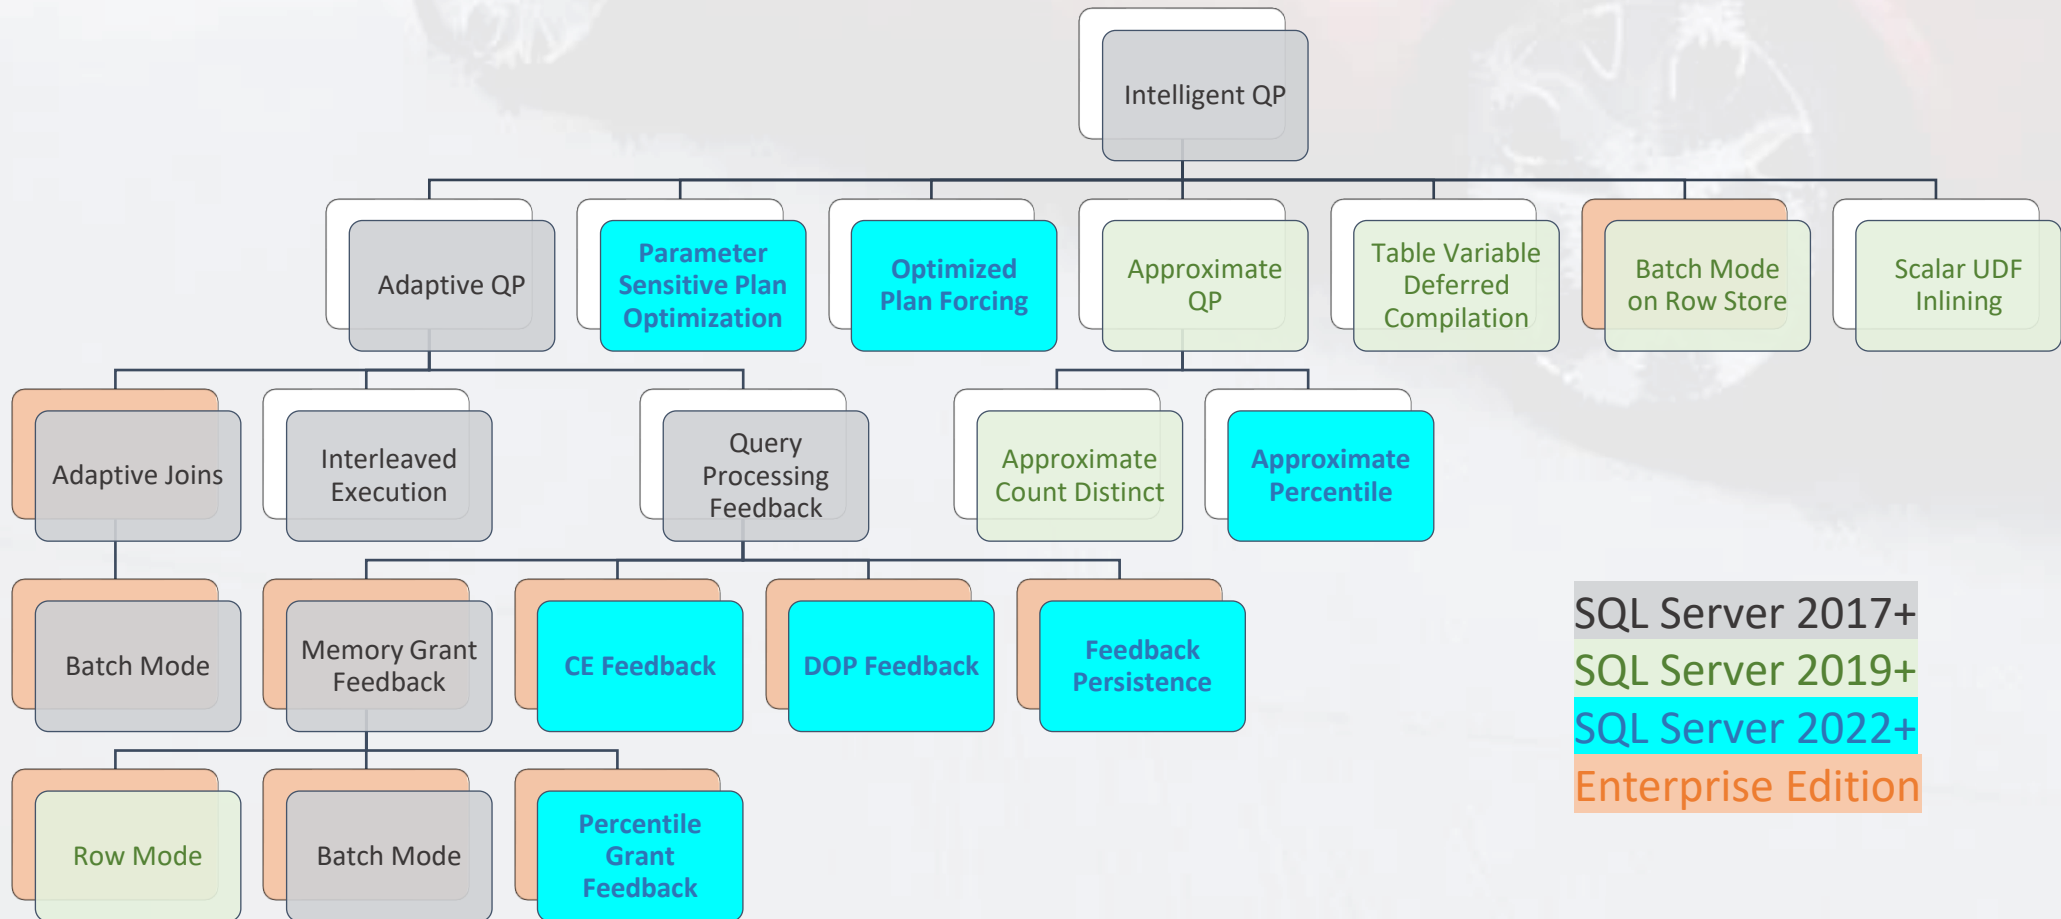 Intelligent QP
Adaptive QP
Parameter
Sensitive Plan
Optimization
Optimized
Plan Forcing
Approximate
QP
Table Variable
Deferred
Compilation
Batch Mode
on Row Store
Scalar UDF
Inlining
Adaptive Joins
Interleaved
Execution
Query
Processing
Feedback
Approximate
Count Distinct
Approximate
Percentile
Batch Mode
Memory Grant
Feedback
CE Feedback
DOP Feedback
Feedback
Persistence
Row Mode
Batch Mode
Percentile
Grant
Feedback
SQL Server 2017+
SQL Server 2019+
SQL Server 2022+
Enterprise Edition